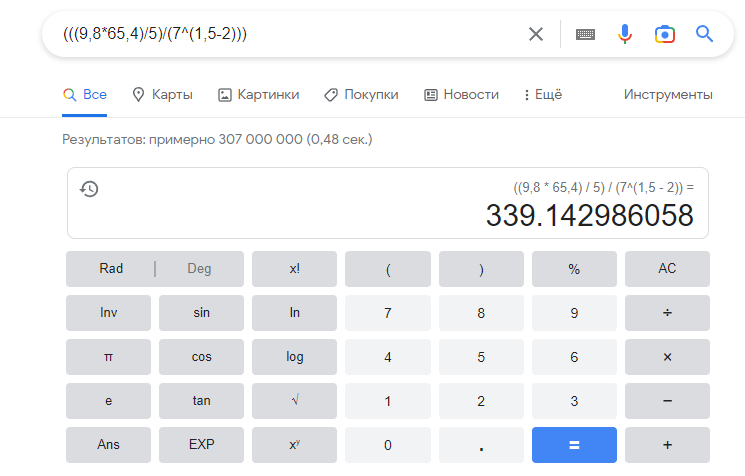 (((9,8*65,4)/5)/(7^(1,5-2)))
Все Карты Картинки Покупки Новости Ещё Инструменты
Результатов: примерно 307 000 000 (0,48 сек.)
((9,8 * 65,4) / 5) / (7^(1,5 - 2)) =
339.142986058
Rad | Deg x! ( ) % AC
Inv sin ln 7 8 9 ÷
π cos log 4 5 6 ×
e tan √ 1 2 3 −
Ans EXP xʸ 0 . = +